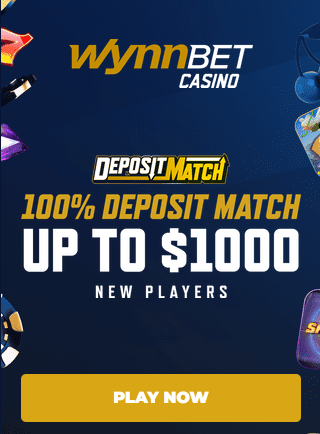 WynnBET
CASINO
DEPOSIT MATCH
100% DEPOSIT MATCH
UP TO $1000
NEW PLAYERS
PLAY NOW